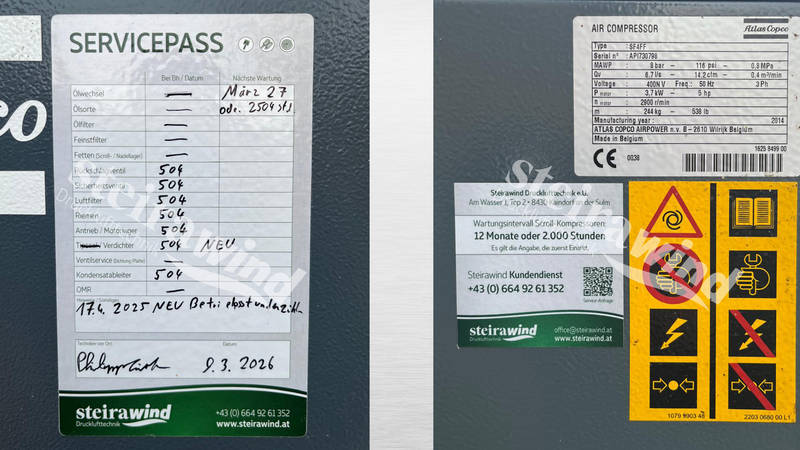 SERVICEPASS
Bei Bh / Datum
Nächste Wartung
Ölwechsel — März 27
Ölsorte — ode. 2504 std
Ölfilter —
Feinstfilter —
Fetten (Scroll- / Nadellager) —
Rückschlagventil 504
Sicherheitsventil 504
Luftfilter 504
Riemen 504
Antrieb / Motorlager 504
Verdichter 504 NEU
Ventilservice (Dichtung Platte) —
Kondensatableiter 504
OMR —
17.4. 2025 NEU Betriebsstundenzähler
Techniker vor Ort:
Datum
9.3.2026
steirawind
Drucklufttechnik
+43 (0) 664 92 61 352
www.steirawind.at
co
AIR COMPRESSOR
Atlas Copco
Type : SF4FF
Serial n° : API730798
MAWP : 8 bar – 116 psi – 0.8 MPa
Qv : 6.7 l/s – 14.2 cfm – 0.4 m³/min
Voltage : 400N V Freq.: 50 Hz 3 Ph
P motor : 3.7 kW – 5 hp
n motor : 2900 r/min
m : 244 kg – 538 lb
Manufacturing year : 2014
ATLAS COPCO AIRPOWER n.v. B – 2610 Wilrijk Belgium
Made in Belgium
1625 8499 00
CE 0038
Steirawind Drucklufttechnik e.U.
Am Wasser 1, Top 2 • 8430 Kaindorf an der Sulm
Wartungsintervall Scroll-Kompressoren:
12 Monate oder 2.000 Stunden
Es gilt die Angabe, die zuerst Eintritt.
Steirawind Kundendienst
+43 (0) 664 92 61 352
Service-Anfrage
steirawind
Drucklufttechnik
office@steirawind.at
www.steirawind.at
1079 9903 48
2203 0680 00 L1
Steirawind
Steirawind